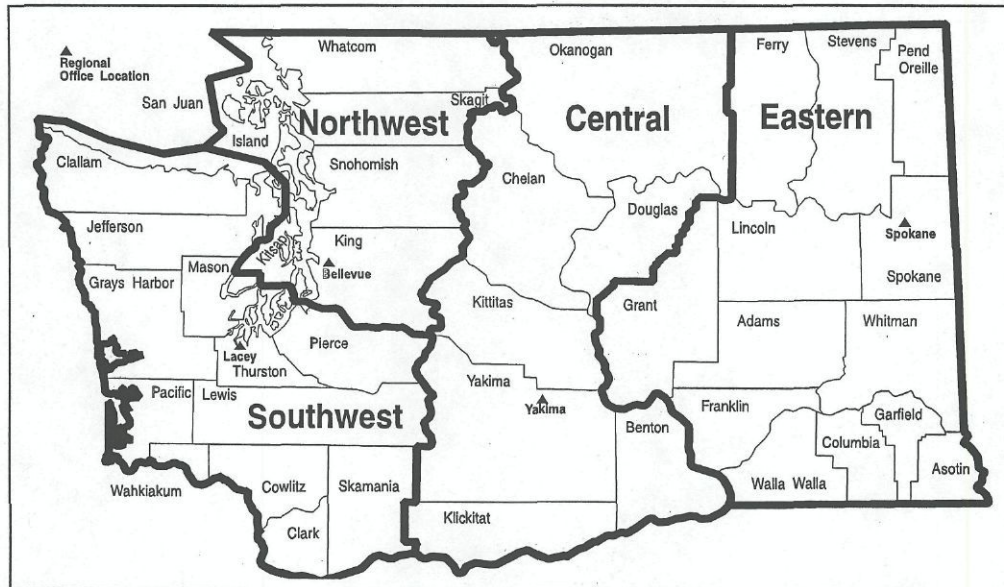 Regional
Office Location
Whatcom
Okanogan
Ferry
Stevens
Pend
Oreille
San Juan
Skagit
Northwest
Central
Eastern
Island
Clallam
Snohomish
Chelan
Douglas
Jefferson
King
Lincoln
Spokane
Kitsap
Mason
Bellevue
Grays Harbor
Kittitas
Grant
Spokane
Adams
Whitman
Pierce
Lacey
Thurston
Pacific
Lewis
Yakima
Yakima
Franklin
Garfield
Southwest
Benton
Columbia
Asotin
Wahkiakum
Cowlitz
Skamania
Walla Walla
Clark
Klickitat